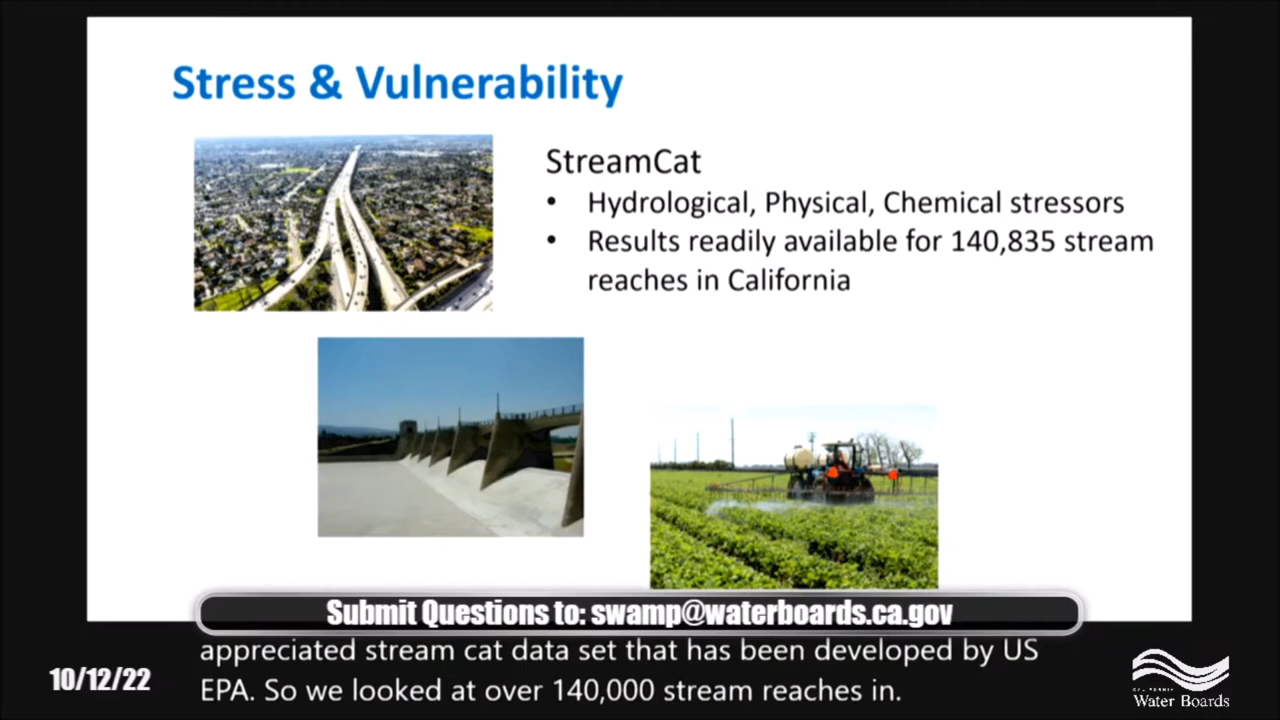 Stress & Vulnerability
StreamCat
• Hydrological, Physical, Chemical stressors
• Results readily available for 140,835 stream
reaches in California
Submit Questions to: swamp@waterboards.ca.gov
appreciated stream cat data set that has been developed by US
EPA. So we looked at over 140,000 stream reaches in.
10/12/22
CALIFORNIA
Water Boards